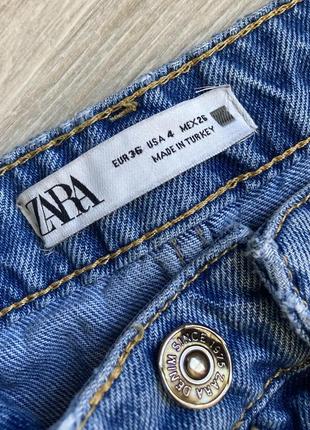 ZARA
EUR 36 USA 4 MEX 26
MADE IN TURKEY
ZARA DENIM SINCE 1975